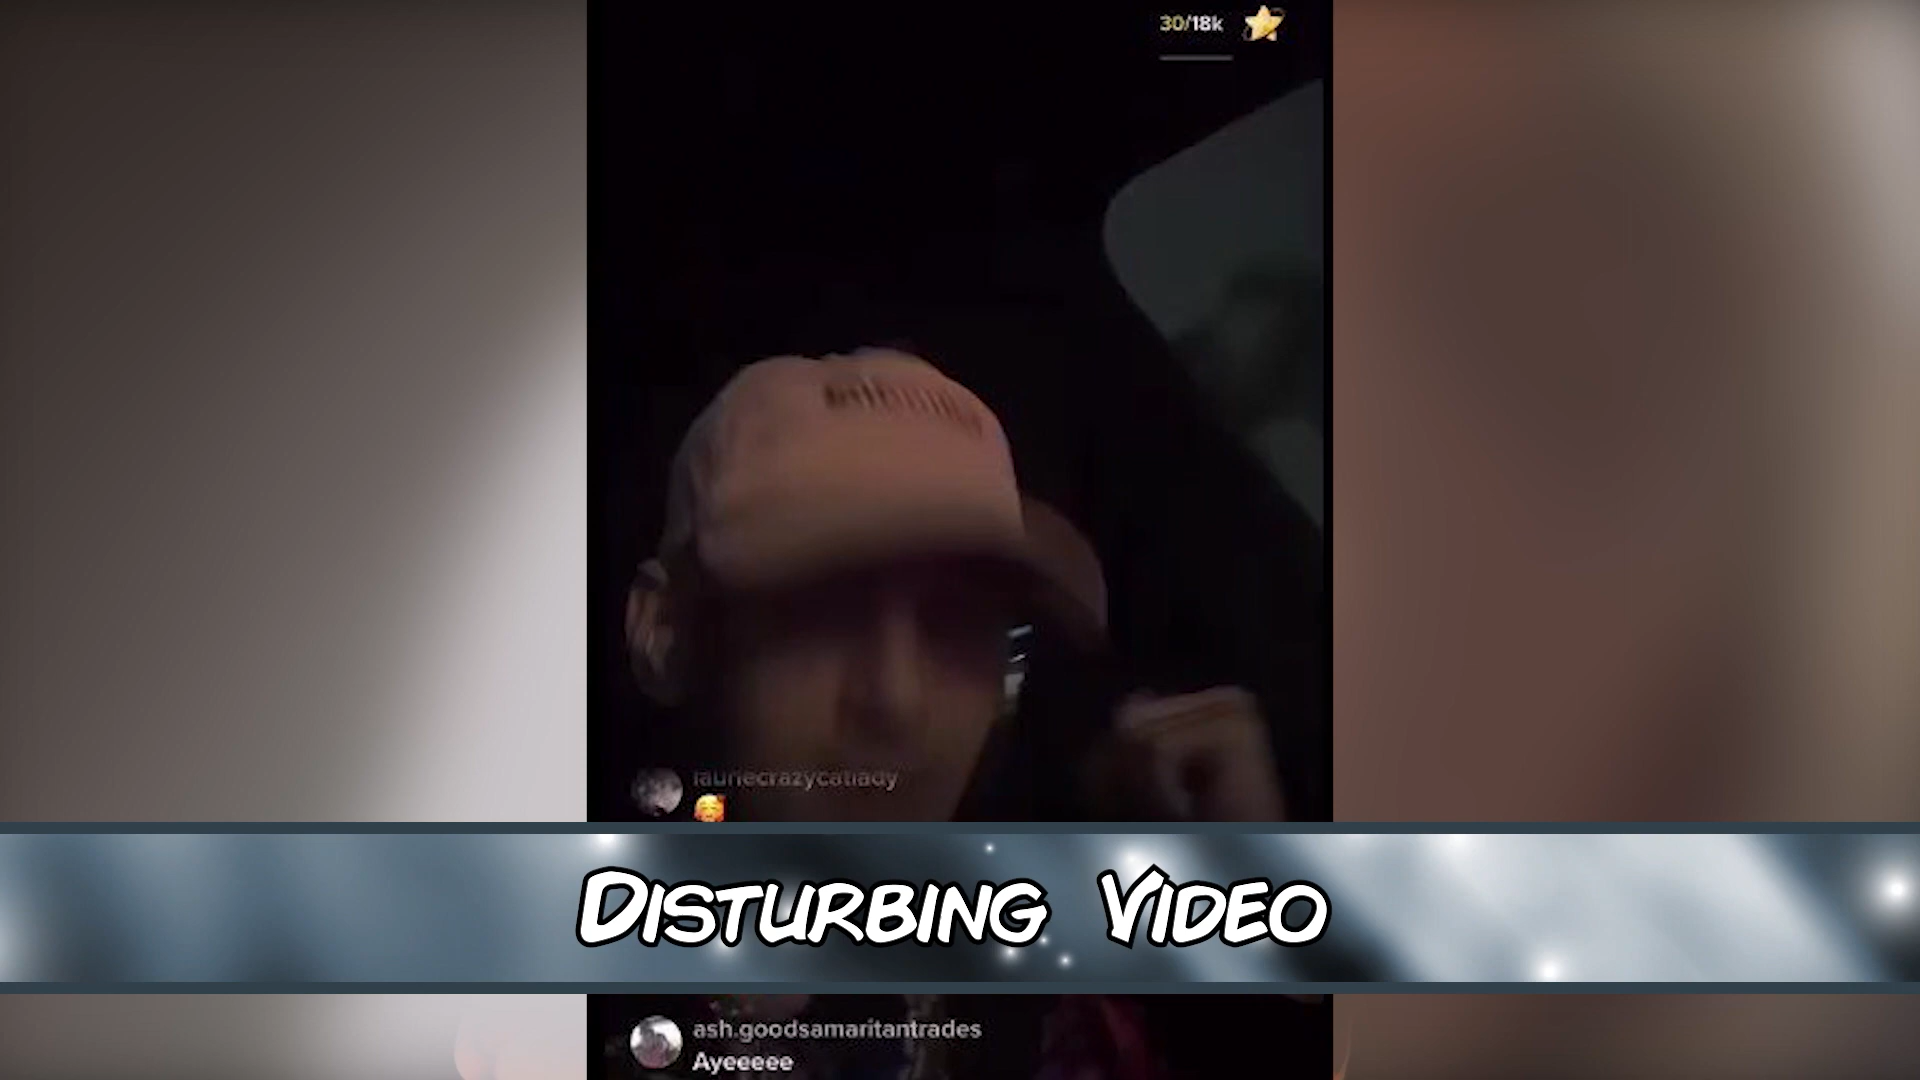 30/18k
lauriecrazycatlady
🥰
DISTURBING VIDEO
ash.goodsamaritantrades
Ayeeeee